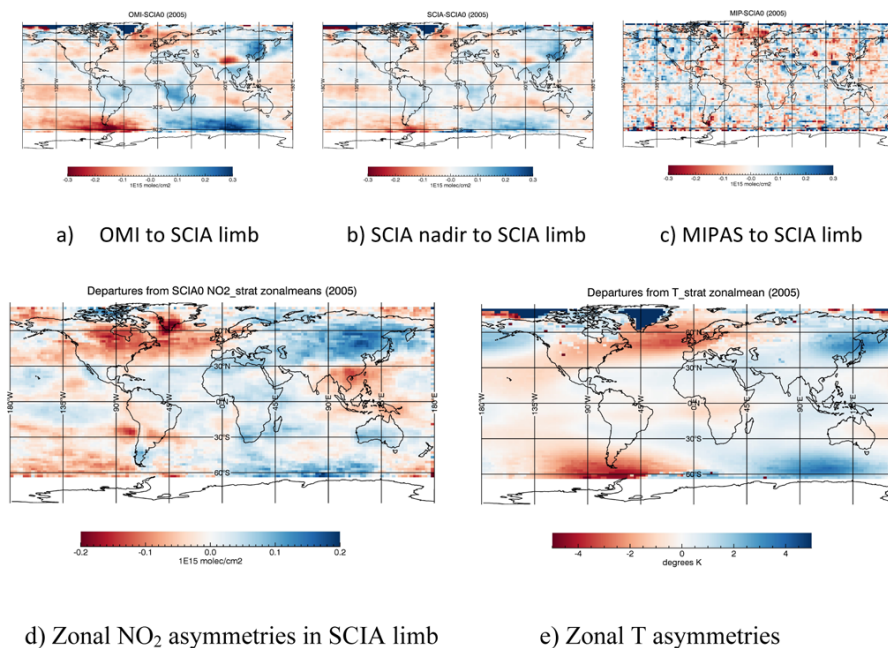 OMI-SCIA0 (2005)
SCIA-SCIA0 (2005)
MIP-SCIA0 (2005)
-0.3 -0.2 -0.1 0.0 0.1 0.2 0.3
1E15 molec/cm2
-0.3 -0.2 -0.1 0.0 0.1 0.2 0.3
1E15 molec/cm2
-0.3 -0.2 -0.1 0.0 0.1 0.2 0.3
1E15 molec/cm2
a) OMI to SCIA limb
b) SCIA nadir to SCIA limb
c) MIPAS to SCIA limb
Departures from SCIA0 NO2_strat zonalmeans (2005)
60°N
30°N
180°W 135°W 90°W 45°W 0°N 45°E 90°E 135°E 180°E
30°S
60°S
-0.2 -0.1 0.0 0.1 0.2
1E15 molec/cm2
Departures from T_strat zonalmean (2005)
60°N
30°N
180°W 135°W 90°W 45°W 0°N 45°E 90°E 135°E 180°E
30°S
60°S
-4 -2 0 2 4
degrees K
d) Zonal NO₂ asymmetries in SCIA limb
e) Zonal T asymmetries